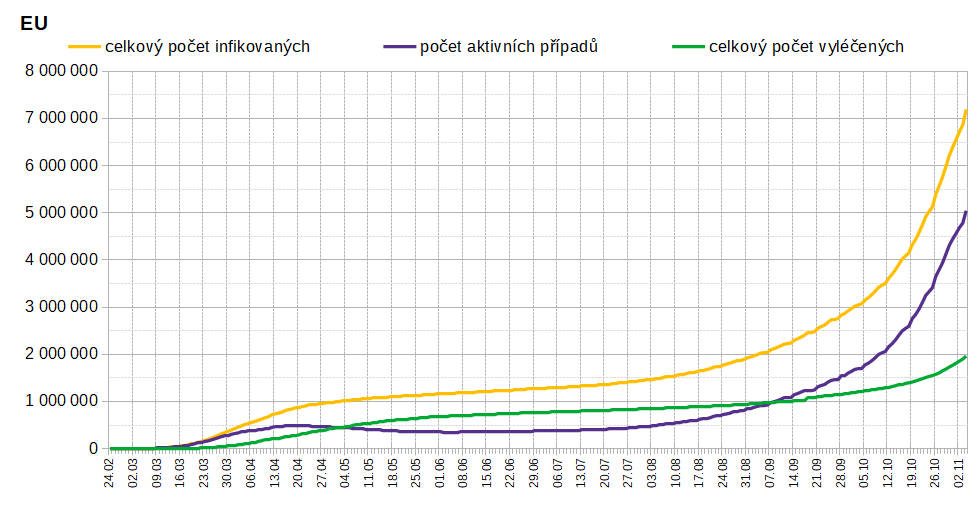 EU
celkový počet infikovaných počet aktivních případů celkový počet vyléčených
8 000 000
7 000 000
6 000 000
5 000 000
4 000 000
3 000 000
2 000 000
1 000 000
0
24.02 02.03 09.03 16.03 23.03 30.03 06.04 13.04 20.04 27.04 04.05 11.05 18.05 25.05 01.06 08.06 15.06 22.06 29.06 06.07 13.07 20.07 27.07 03.08 10.08 17.08 24.08 31.08 07.09 14.09 21.09 28.09 05.10 12.10 19.10 26.10 02.11